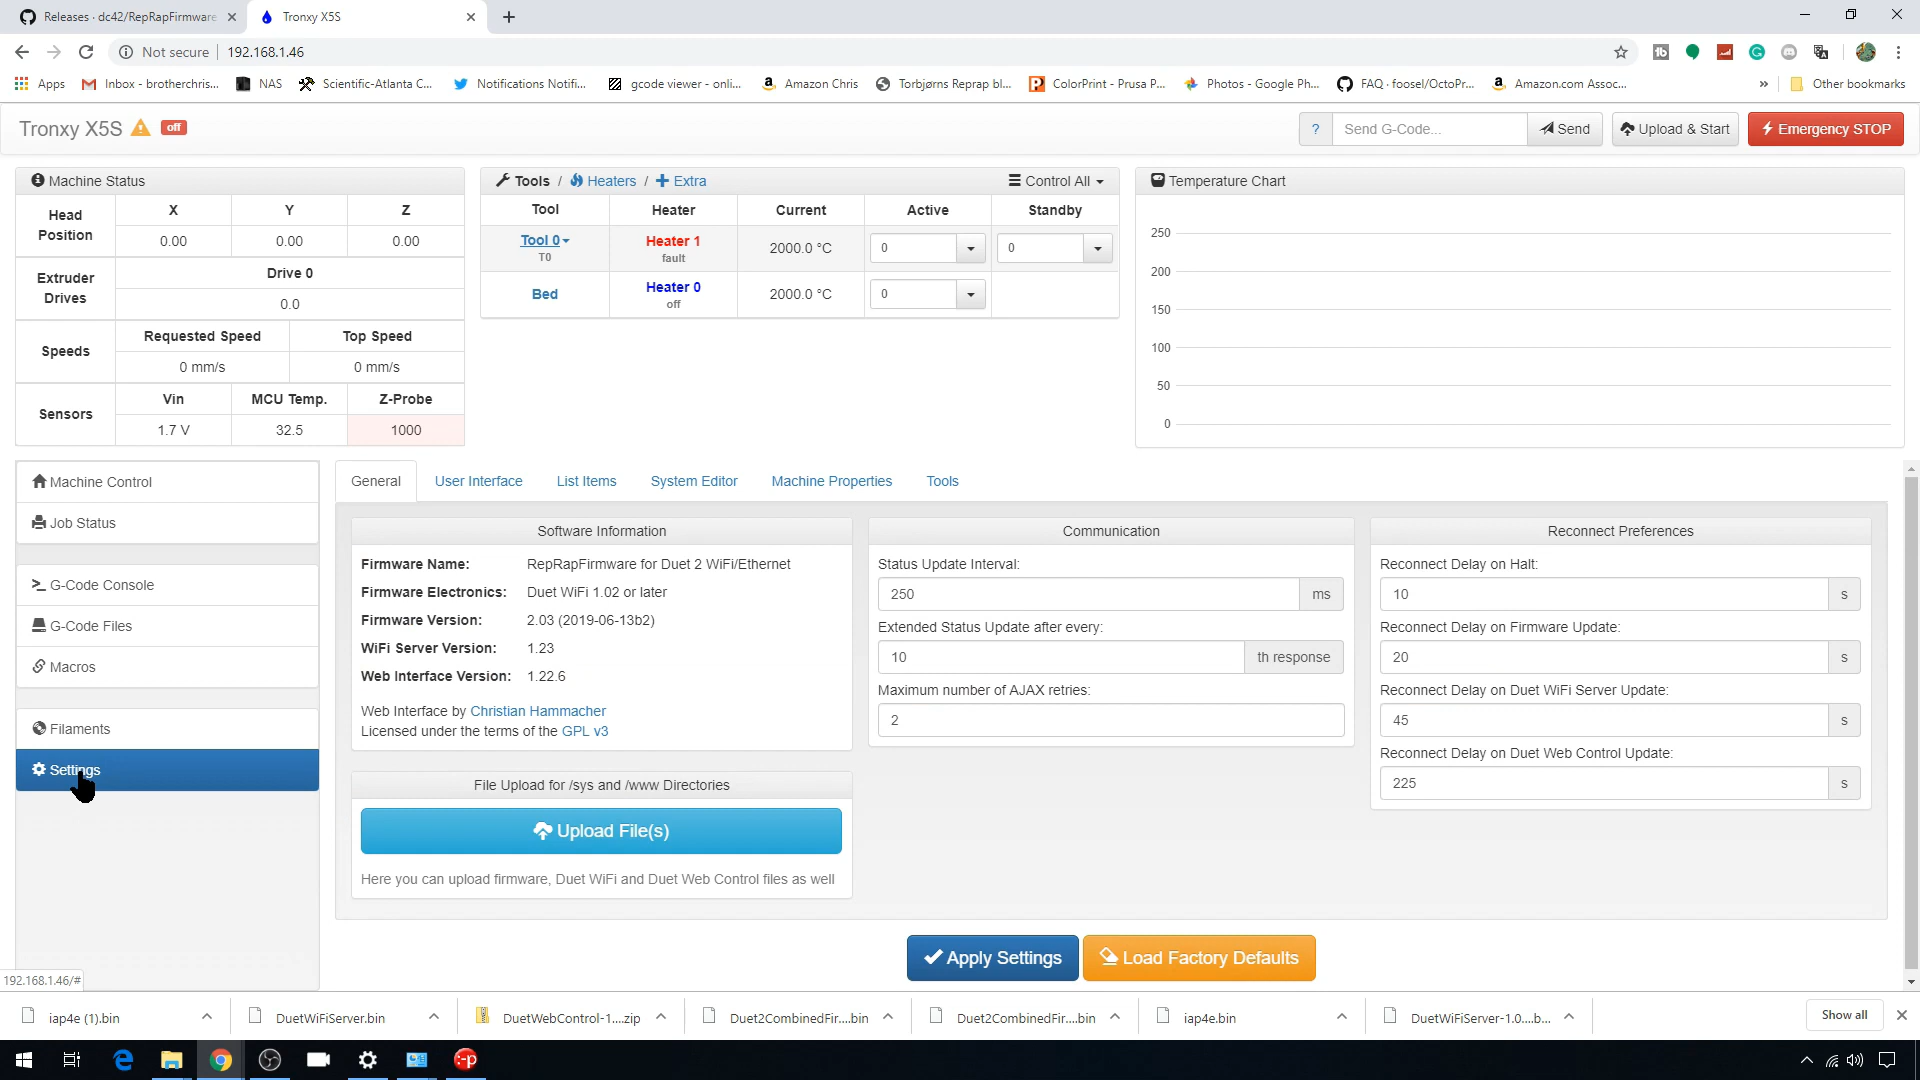 Releases · dc42/RepRapFirmware
Tronxy X5S
Not secure
192.168.1.46
Apps
Inbox - brotherchris...
NAS
Scientific-Atlanta C...
Notifications Notifi...
gcode viewer - onli...
Amazon Chris
Torbjørns Reprap bl...
ColorPrint - Prusa P...
Photos - Google Ph...
FAQ · foosel/OctoPr...
Amazon.com Assoc...
»
Other bookmarks
Tronxy X5S off
? Send G-Code... Send
Upload & Start
Emergency STOP
Machine Status
Head Position
X Y Z
0.00 0.00 0.00
Extruder Drives
Drive 0
0.0
Speeds
Requested Speed Top Speed
0 mm/s 0 mm/s
Sensors
Vin MCU Temp. Z-Probe
1.7 V 32.5 1000
Tools / Heaters / Extra
Control All
Tool Heater Current Active Standby
Tool 0 Heater 1 2000.0 °C 0 0
T0 fault
Bed Heater 0 2000.0 °C 0
off
Temperature Chart
250
200
150
100
50
0
Machine Control
Job Status
G-Code Console
G-Code Files
Macros
Filaments
Settings
General User Interface List Items System Editor Machine Properties Tools
Software Information
Firmware Name: RepRapFirmware for Duet 2 WiFi/Ethernet
Firmware Electronics: Duet WiFi 1.02 or later
Firmware Version: 2.03 (2019-06-13b2)
WiFi Server Version: 1.23
Web Interface Version: 1.22.6
Web Interface by Christian Hammacher
Licensed under the terms of the GPL v3
File Upload for /sys and /www Directories
Upload File(s)
Here you can upload firmware, Duet WiFi and Duet Web Control files as well
Communication
Status Update Interval:
250 ms
Extended Status Update after every:
10 th response
Maximum number of AJAX retries:
2
Reconnect Preferences
Reconnect Delay on Halt:
10 s
Reconnect Delay on Firmware Update:
20 s
Reconnect Delay on Duet WiFi Server Update:
45 s
Reconnect Delay on Duet Web Control Update:
225 s
Apply Settings
Load Factory Defaults
192.168.1.46/#
iap4e (1).bin
DuetWiFiServer.bin
DuetWebControl-1....zip
Duet2CombinedFir....bin
Duet2CombinedFir....bin
iap4e.bin
DuetWiFiServer-1.0....b...
Show all